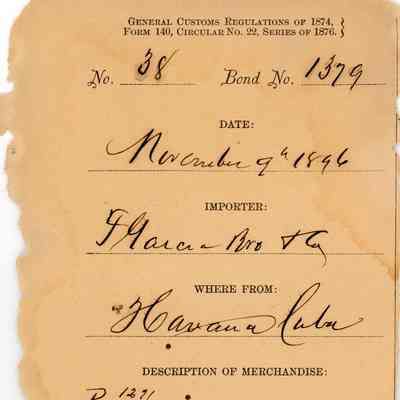 GENERAL CUSTOMS REGULATIONS OF 1874,
FORM 140, CIRCULAR NO. 22, SERIES OF 1876.
No. 38 Bond No. 1379
DATE:
November 9th 1896
IMPORTER:
F Garcia Bro & Co
WHERE FROM:
"Havana Cuba
DESCRIPTION OF MERCHANDISE: